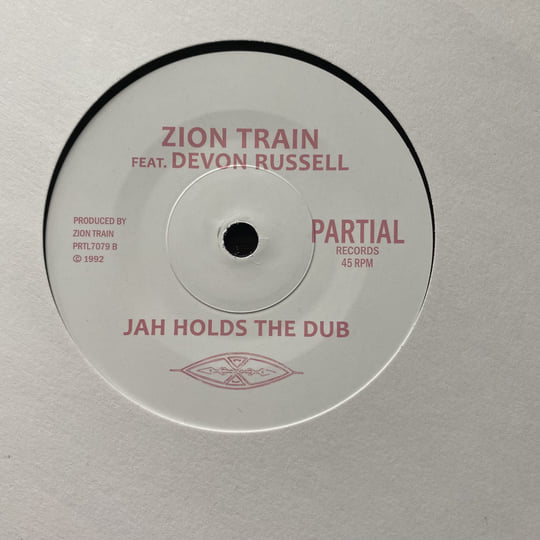 ZION TRAIN
FEAT. DEVON RUSSELL
PRODUCED BY
ZION TRAIN
PRTL7079 B
© 1992
PARTIAL
RECORDS
45 RPM
JAH HOLDS THE DUB